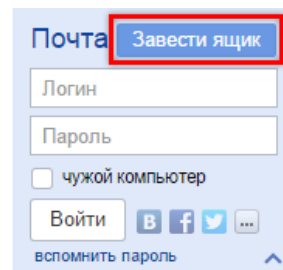 Почта Завести ящик
Логин
Пароль
чужой компьютер
Войти В f ...
вспомнить пароль